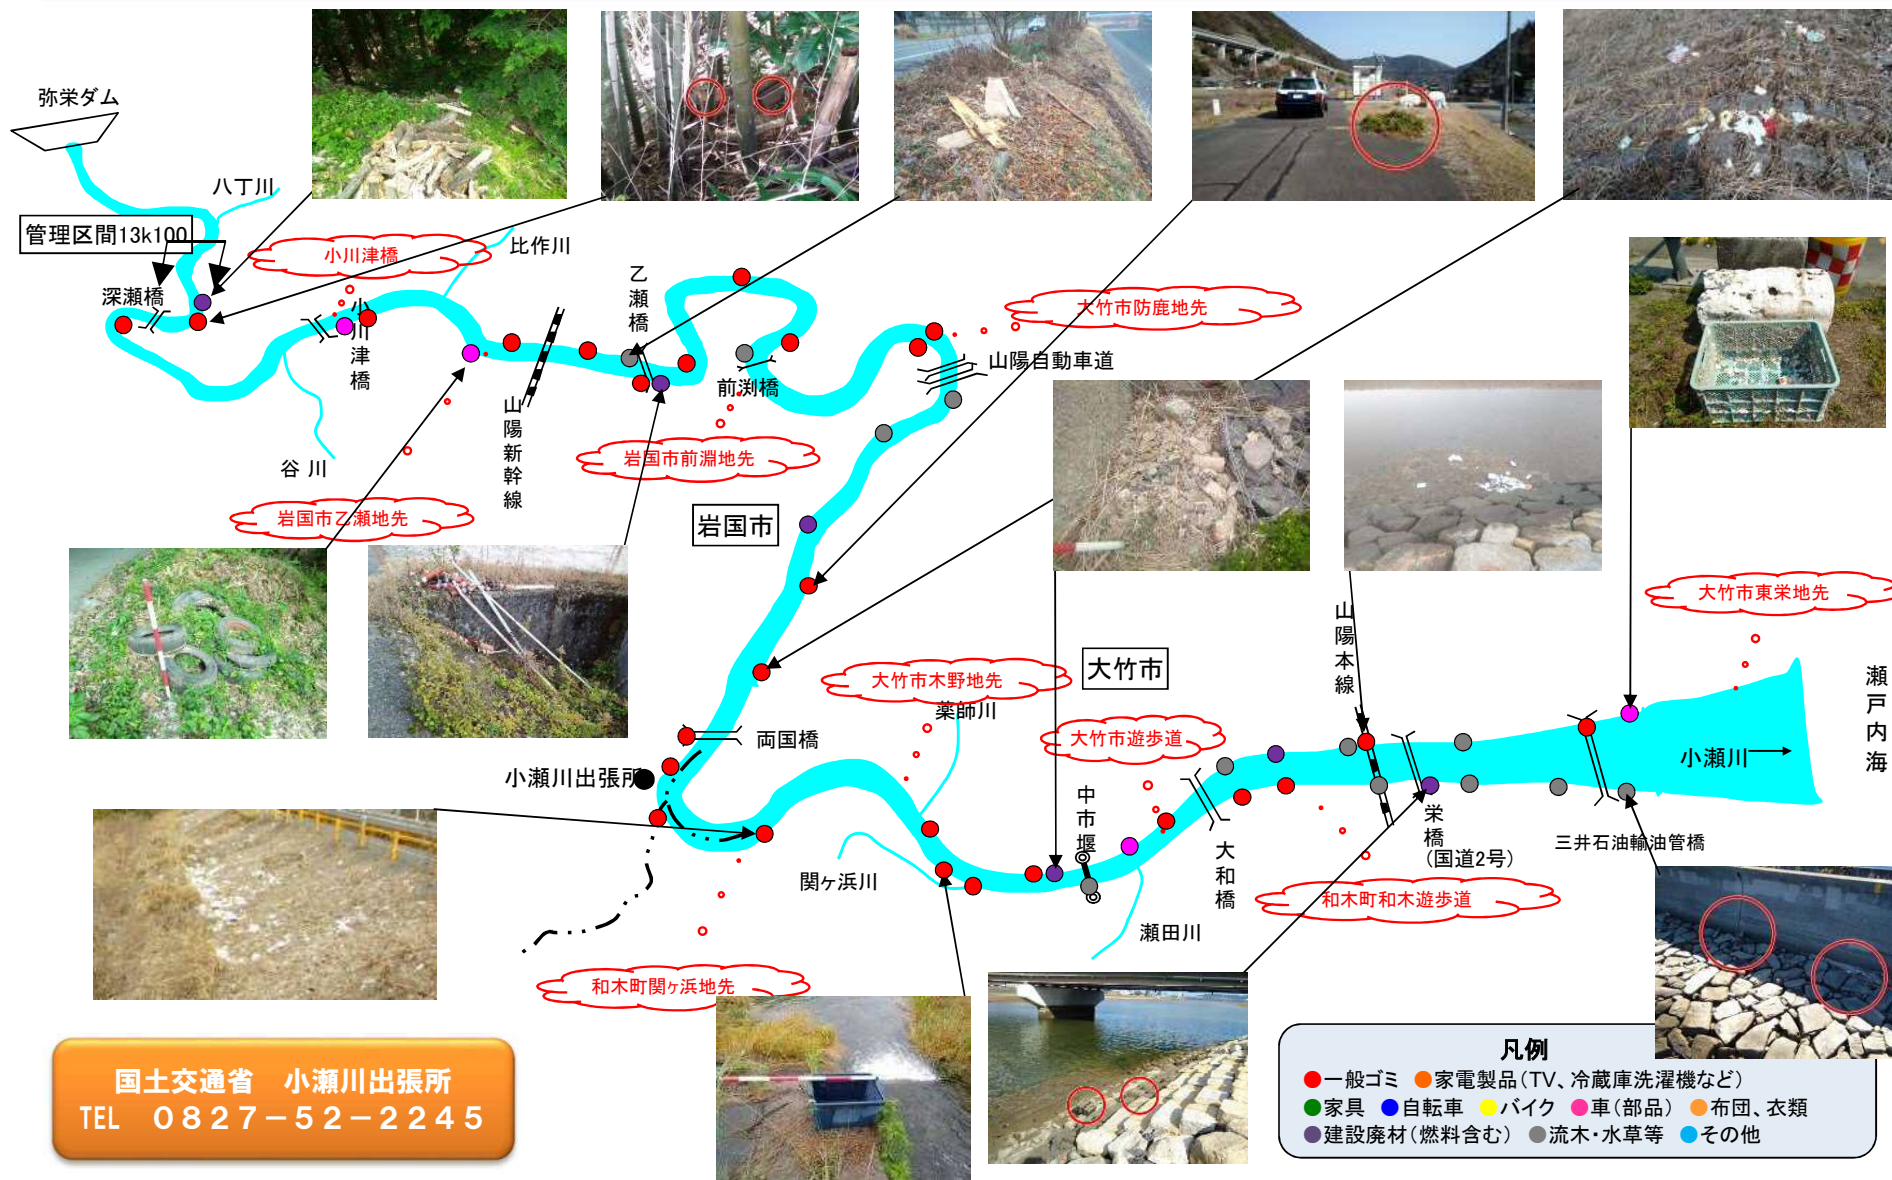 弥栄ダム
八丁川
管理区間13k100
小川津橋
比作川
深瀬橋
小川津橋
乙瀬橋
大竹市防鹿地先
山陽自動車道
前渕橋
山陽新幹線
谷川
岩国市前淵地先
岩国市乙瀬地先
岩国市
大竹市東栄地先
山陽本線
大竹市
大竹市木野地先
薬師川
瀬戸内海
両国橋
大竹市遊歩道
小瀬川出張所
小瀬川
中市堰
栄橋
(国道2号)
三井石油輸油管橋
大和橋
関ヶ浜川
和木町和木遊歩道
瀬田川
和木町関ヶ浜地先
国土交通省 小瀬川出張所
TEL 0827-52-2245
凡例
●一般ゴミ ●家電製品(TV、冷蔵庫洗濯機など)
●家具 ●自転車 ●バイク ●車(部品) ●布団、衣類
●建設廃材(燃料含む) ●流木・水草等 ●その他